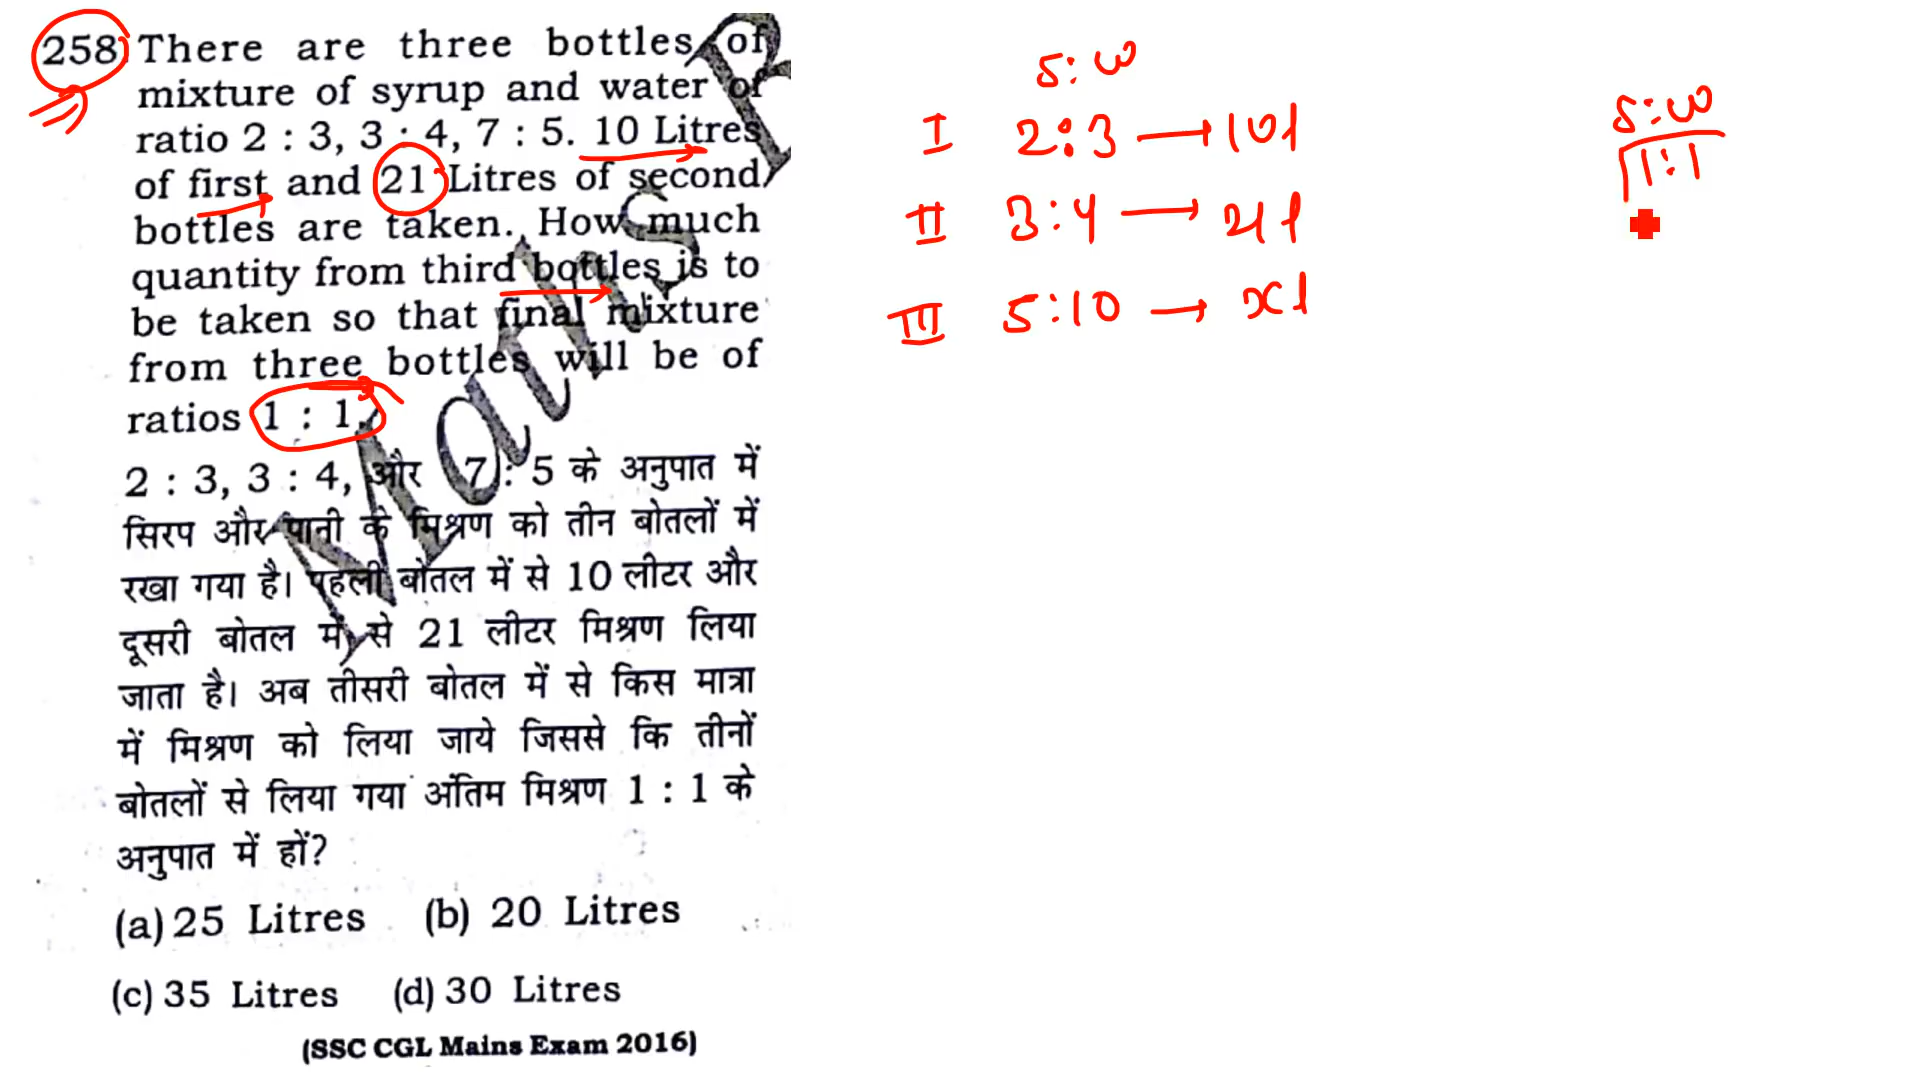 258. There are three bottles of
mixture of syrup and water of
ratio 2 : 3, 3 : 4, 7 : 5. 10 Litres
of first and 21 Litres of second
bottles are taken. How much
quantity from third bottles is to
be taken so that final mixture
from three bottles will be of
ratios 1 : 1.
2 : 3, 3 : 4, और 7 : 5 के अनुपात में
सिरप और पानी के मिश्रण को तीन बोतलों में
रखा गया है। पहली बोतल में से 10 लीटर और
दूसरी बोतल में से 21 लीटर मिश्रण लिया
जाता है। अब तीसरी बोतल में से किस मात्रा
में मिश्रण को लिया जाये जिससे कि तीनों
बोतलों से लिया गया अंतिम मिश्रण 1 : 1 के
अनुपात में हों?
(a) 25 Litres (b) 20 Litres
(c) 35 Litres (d) 30 Litres
(SSC CGL Mains Exam 2016)
Maths
S : W
I 2 : 3 → 10 l
II 3 : 4 → 21 l
III 5 : 10 → x l
S : W
1 : 1